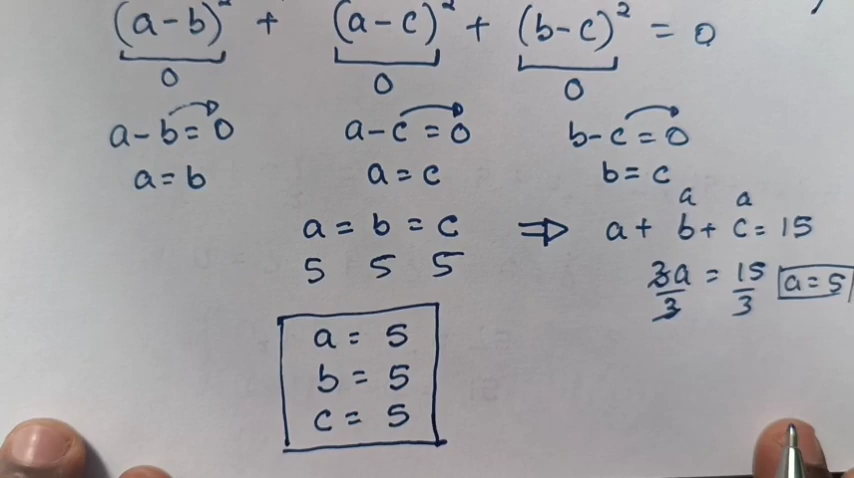 (a-b)² + (a-c)² + (b-c)² = 0
0 0 0
a-b=0 a-c=0 b-c=0
a=b a=c b=c
a a
a = b = c ⇒ a+ b+ c= 15
5 5 5 3a/3 = 15/3 a=5
a = 5
b = 5
c = 5